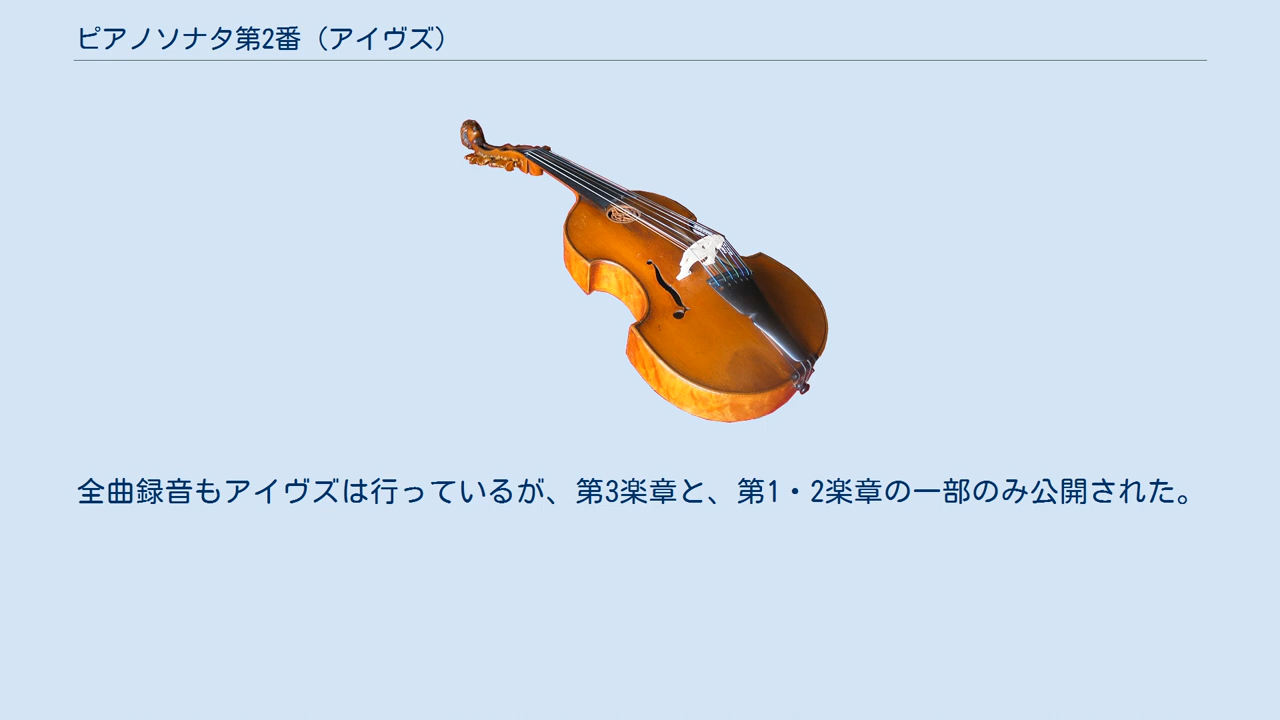 ピアノソナタ第2番（アイヴズ）
全曲録音もアイヴズは行っているが、第3楽章と、第1・2楽章の一部のみ公開された。